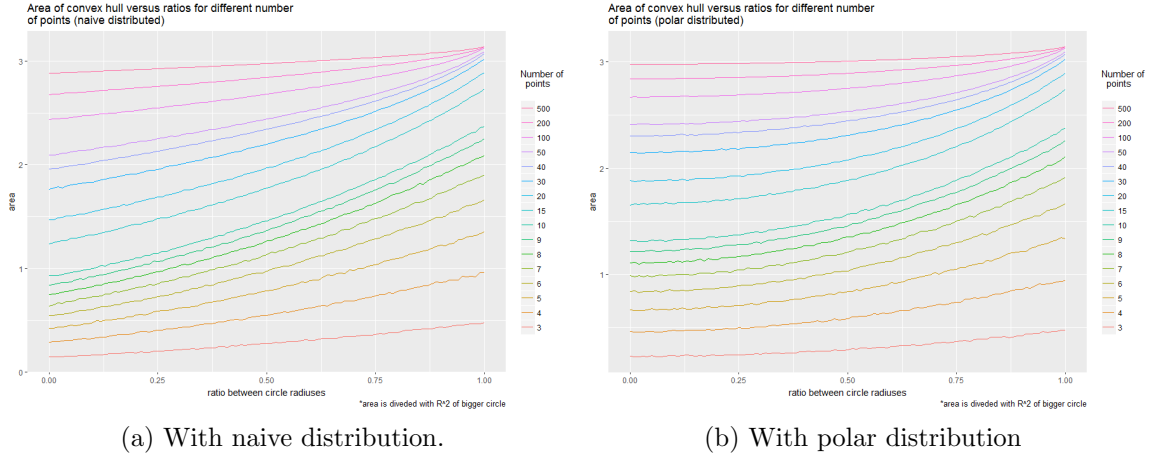 Area of convex hull versus ratios for different number
of points (naive distributed)
3
2
1
0
area
0.00 0.25 0.50 0.75 1.00
ratio between circle radiuses
*area is diveded with R^2 of bigger circle
Number of
points
500
200
100
50
40
30
20
15
10
9
8
7
6
5
4
3
(a) With naive distribution.
Area of convex hull versus ratios for different number
of points (polar distributed)
3
2
1
area
0.00 0.25 0.50 0.75 1.00
ratio between circle radiuses
*area is diveded with R^2 of bigger circle
Number of
points
500
200
100
50
40
30
20
15
10
9
8
7
6
5
4
3
(b) With polar distribution